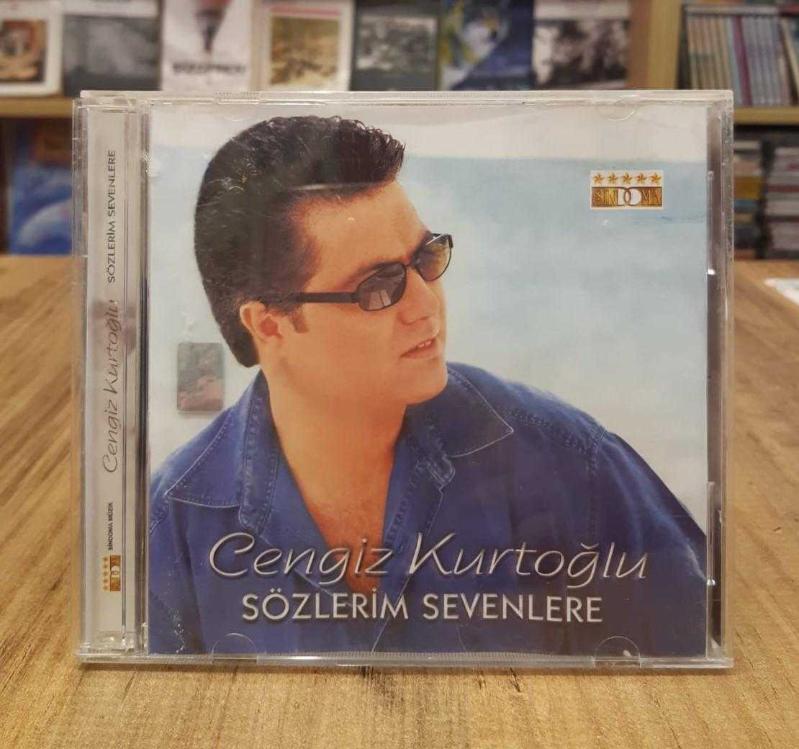 SİNDOMA
Cengiz Kurtoğlu
SÖZLERİM SEVENLERE
SİNDOMA MÜZİK
Cengiz Kurtoğlu
SÖZLERİM SEVENLERE